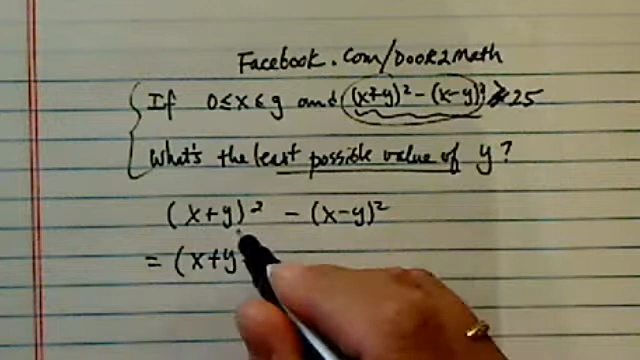 Facebook.Com/Door2Math
If 0≤x≤y and (x+y)² - (x-y)² ≥ 25
What's the least possible value of y?
(x+y)² - (x-y)²
= (x+y